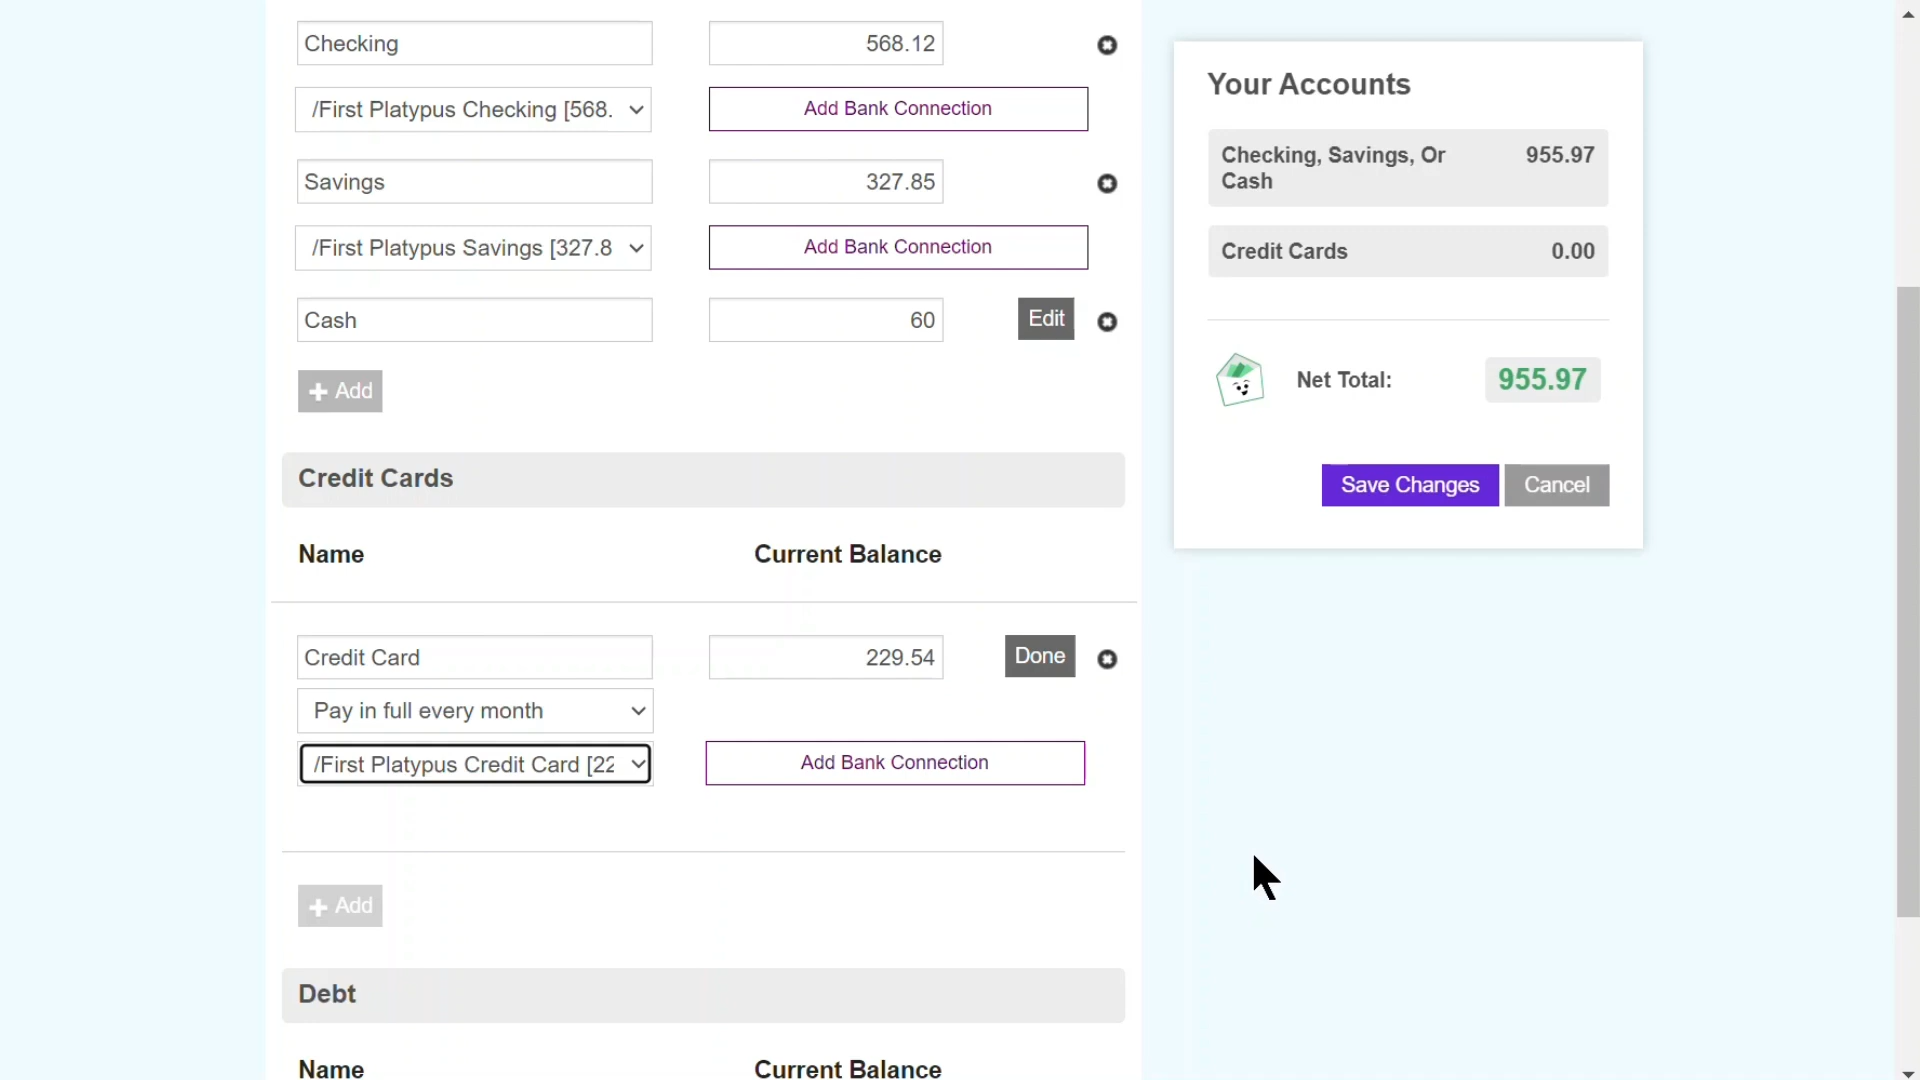 Checking 568.12
/First Platypus Checking [568. Add Bank Connection
Savings 327.85
/First Platypus Savings [327.8 Add Bank Connection
Cash 60 Edit
Add
Credit Cards
Name Current Balance
Credit Card 229.54 Done
Pay in full every month
/First Platypus Credit Card [22 Add Bank Connection
Add
Debt
Name Current Balance
Your Accounts
Checking, Savings, Or 955.97
Cash
Credit Cards 0.00
Net Total: 955.97
Save Changes Cancel